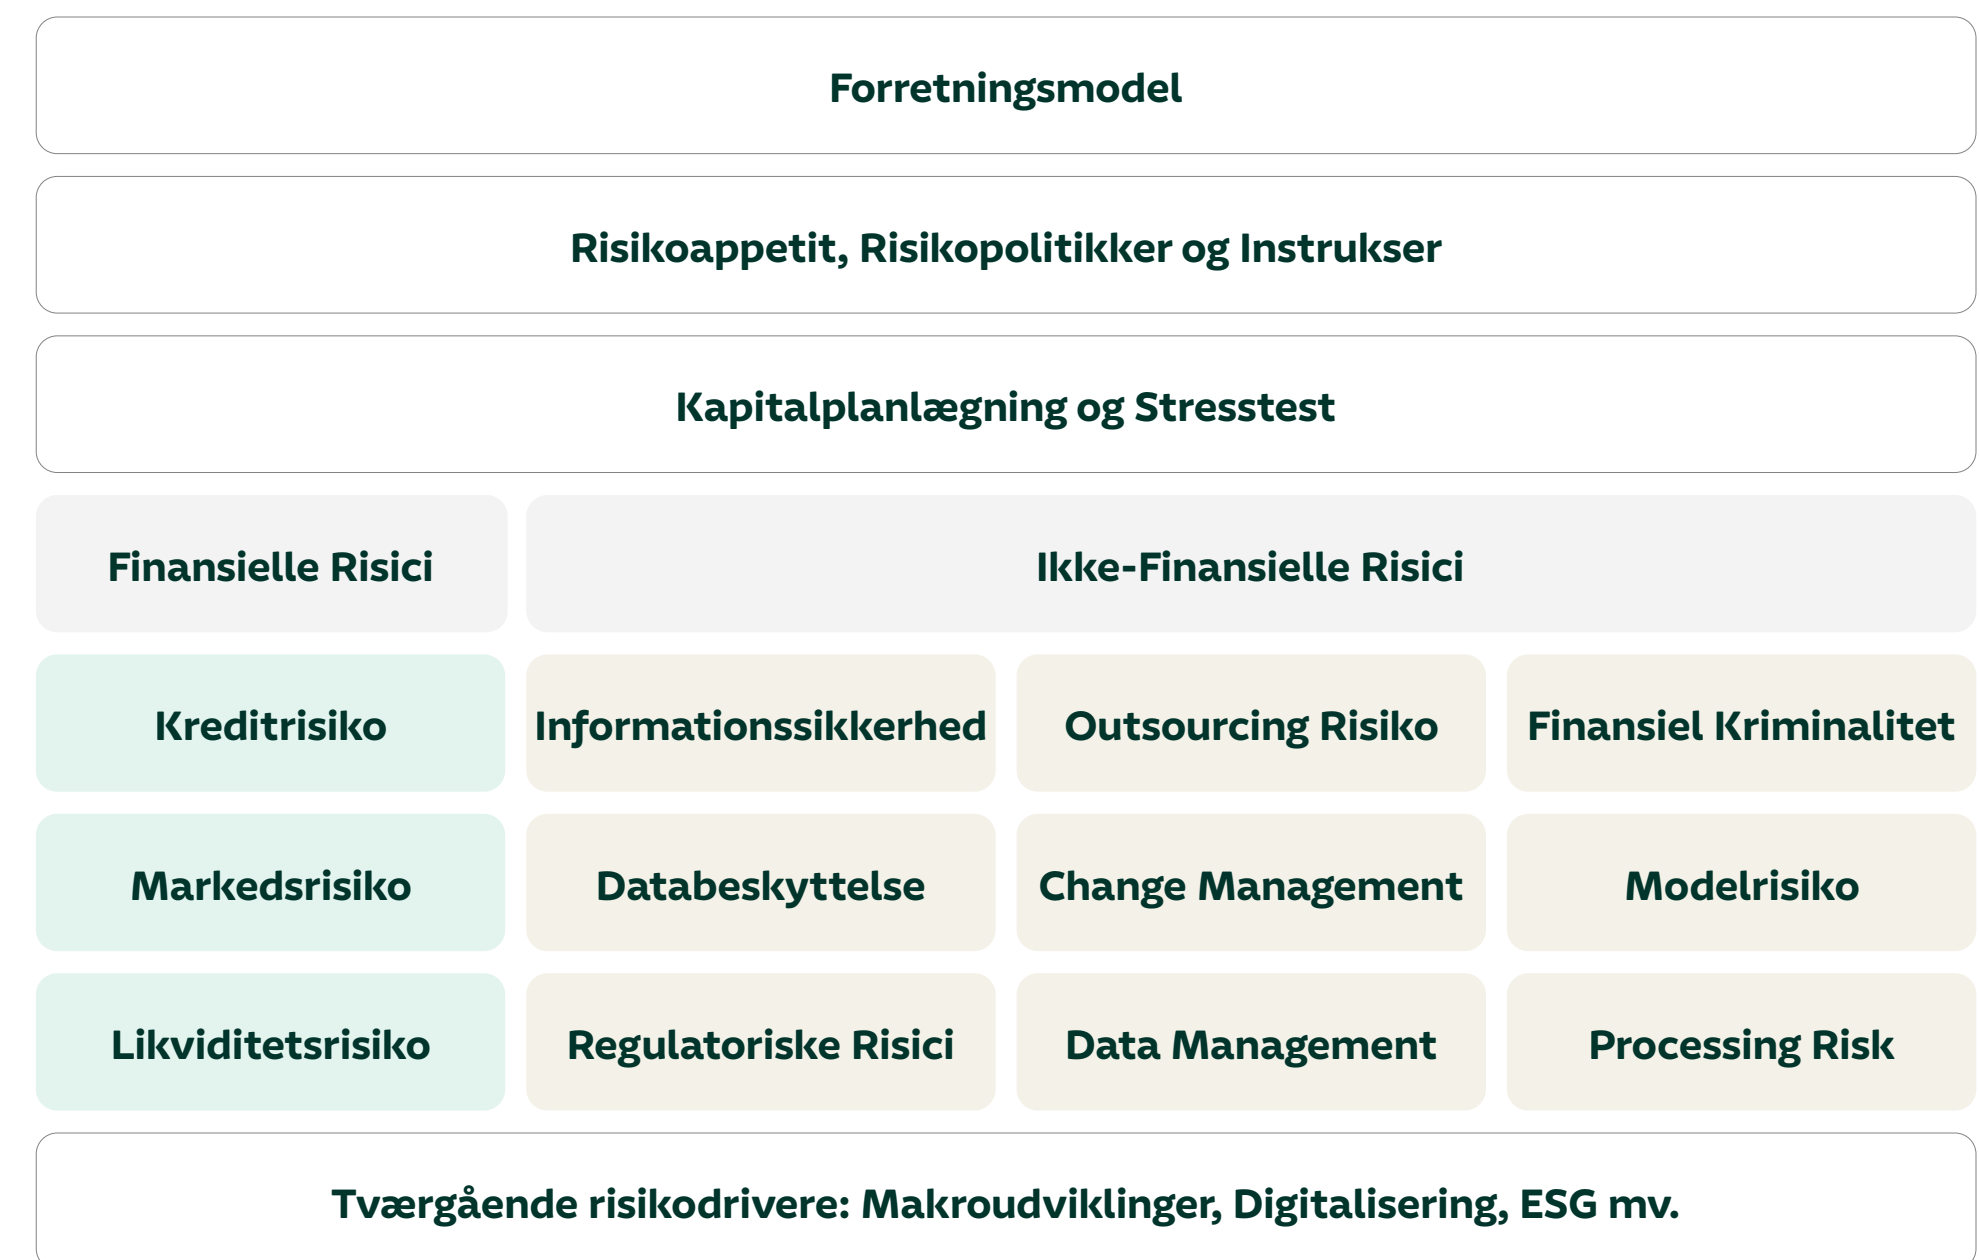 Forretningsmodel
Risikoappetit, Risikopolitikker og Instrukser
Kapitalplanlægning og Stresstest
Finansielle Risici
Ikke-Finansielle Risici
Kreditrisiko
Informationssikkerhed
Outsourcing Risiko
Finansiel Kriminalitet
Markedsrisiko
Databeskyttelse
Change Management
Modelrisiko
Likviditetsrisiko
Regulatoriske Risici
Data Management
Processing Risk
Tværgående risikodrivere: Makroudviklinger, Digitalisering, ESG mv.